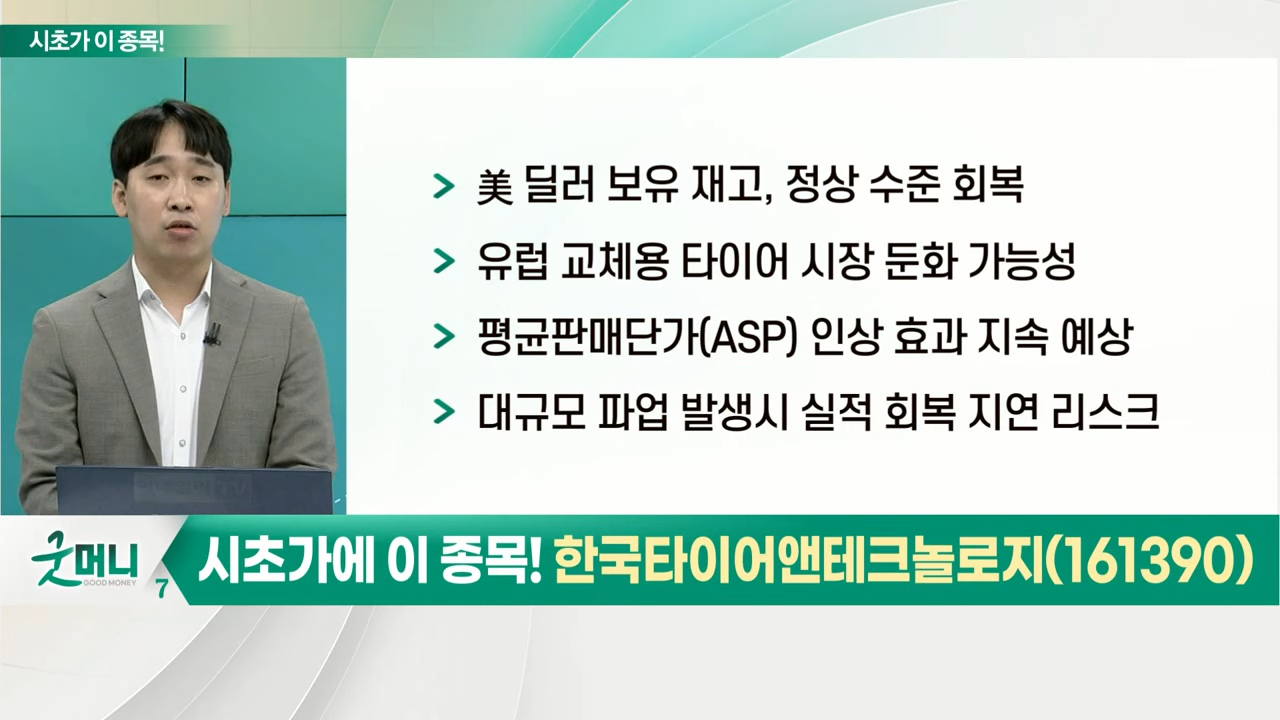 시초가 이 종목!
> 美 딜러 보유 재고, 정상 수준 회복
> 유럽 교체용 타이어 시장 둔화 가능성
> 평균판매단가(ASP) 인상 효과 지속 예상
> 대규모 파업 발생시 실적 회복 지연 리스크
굿머니
GOOD MONEY
7
시초가에 이 종목! 한국타이어앤테크놀로지(161390)